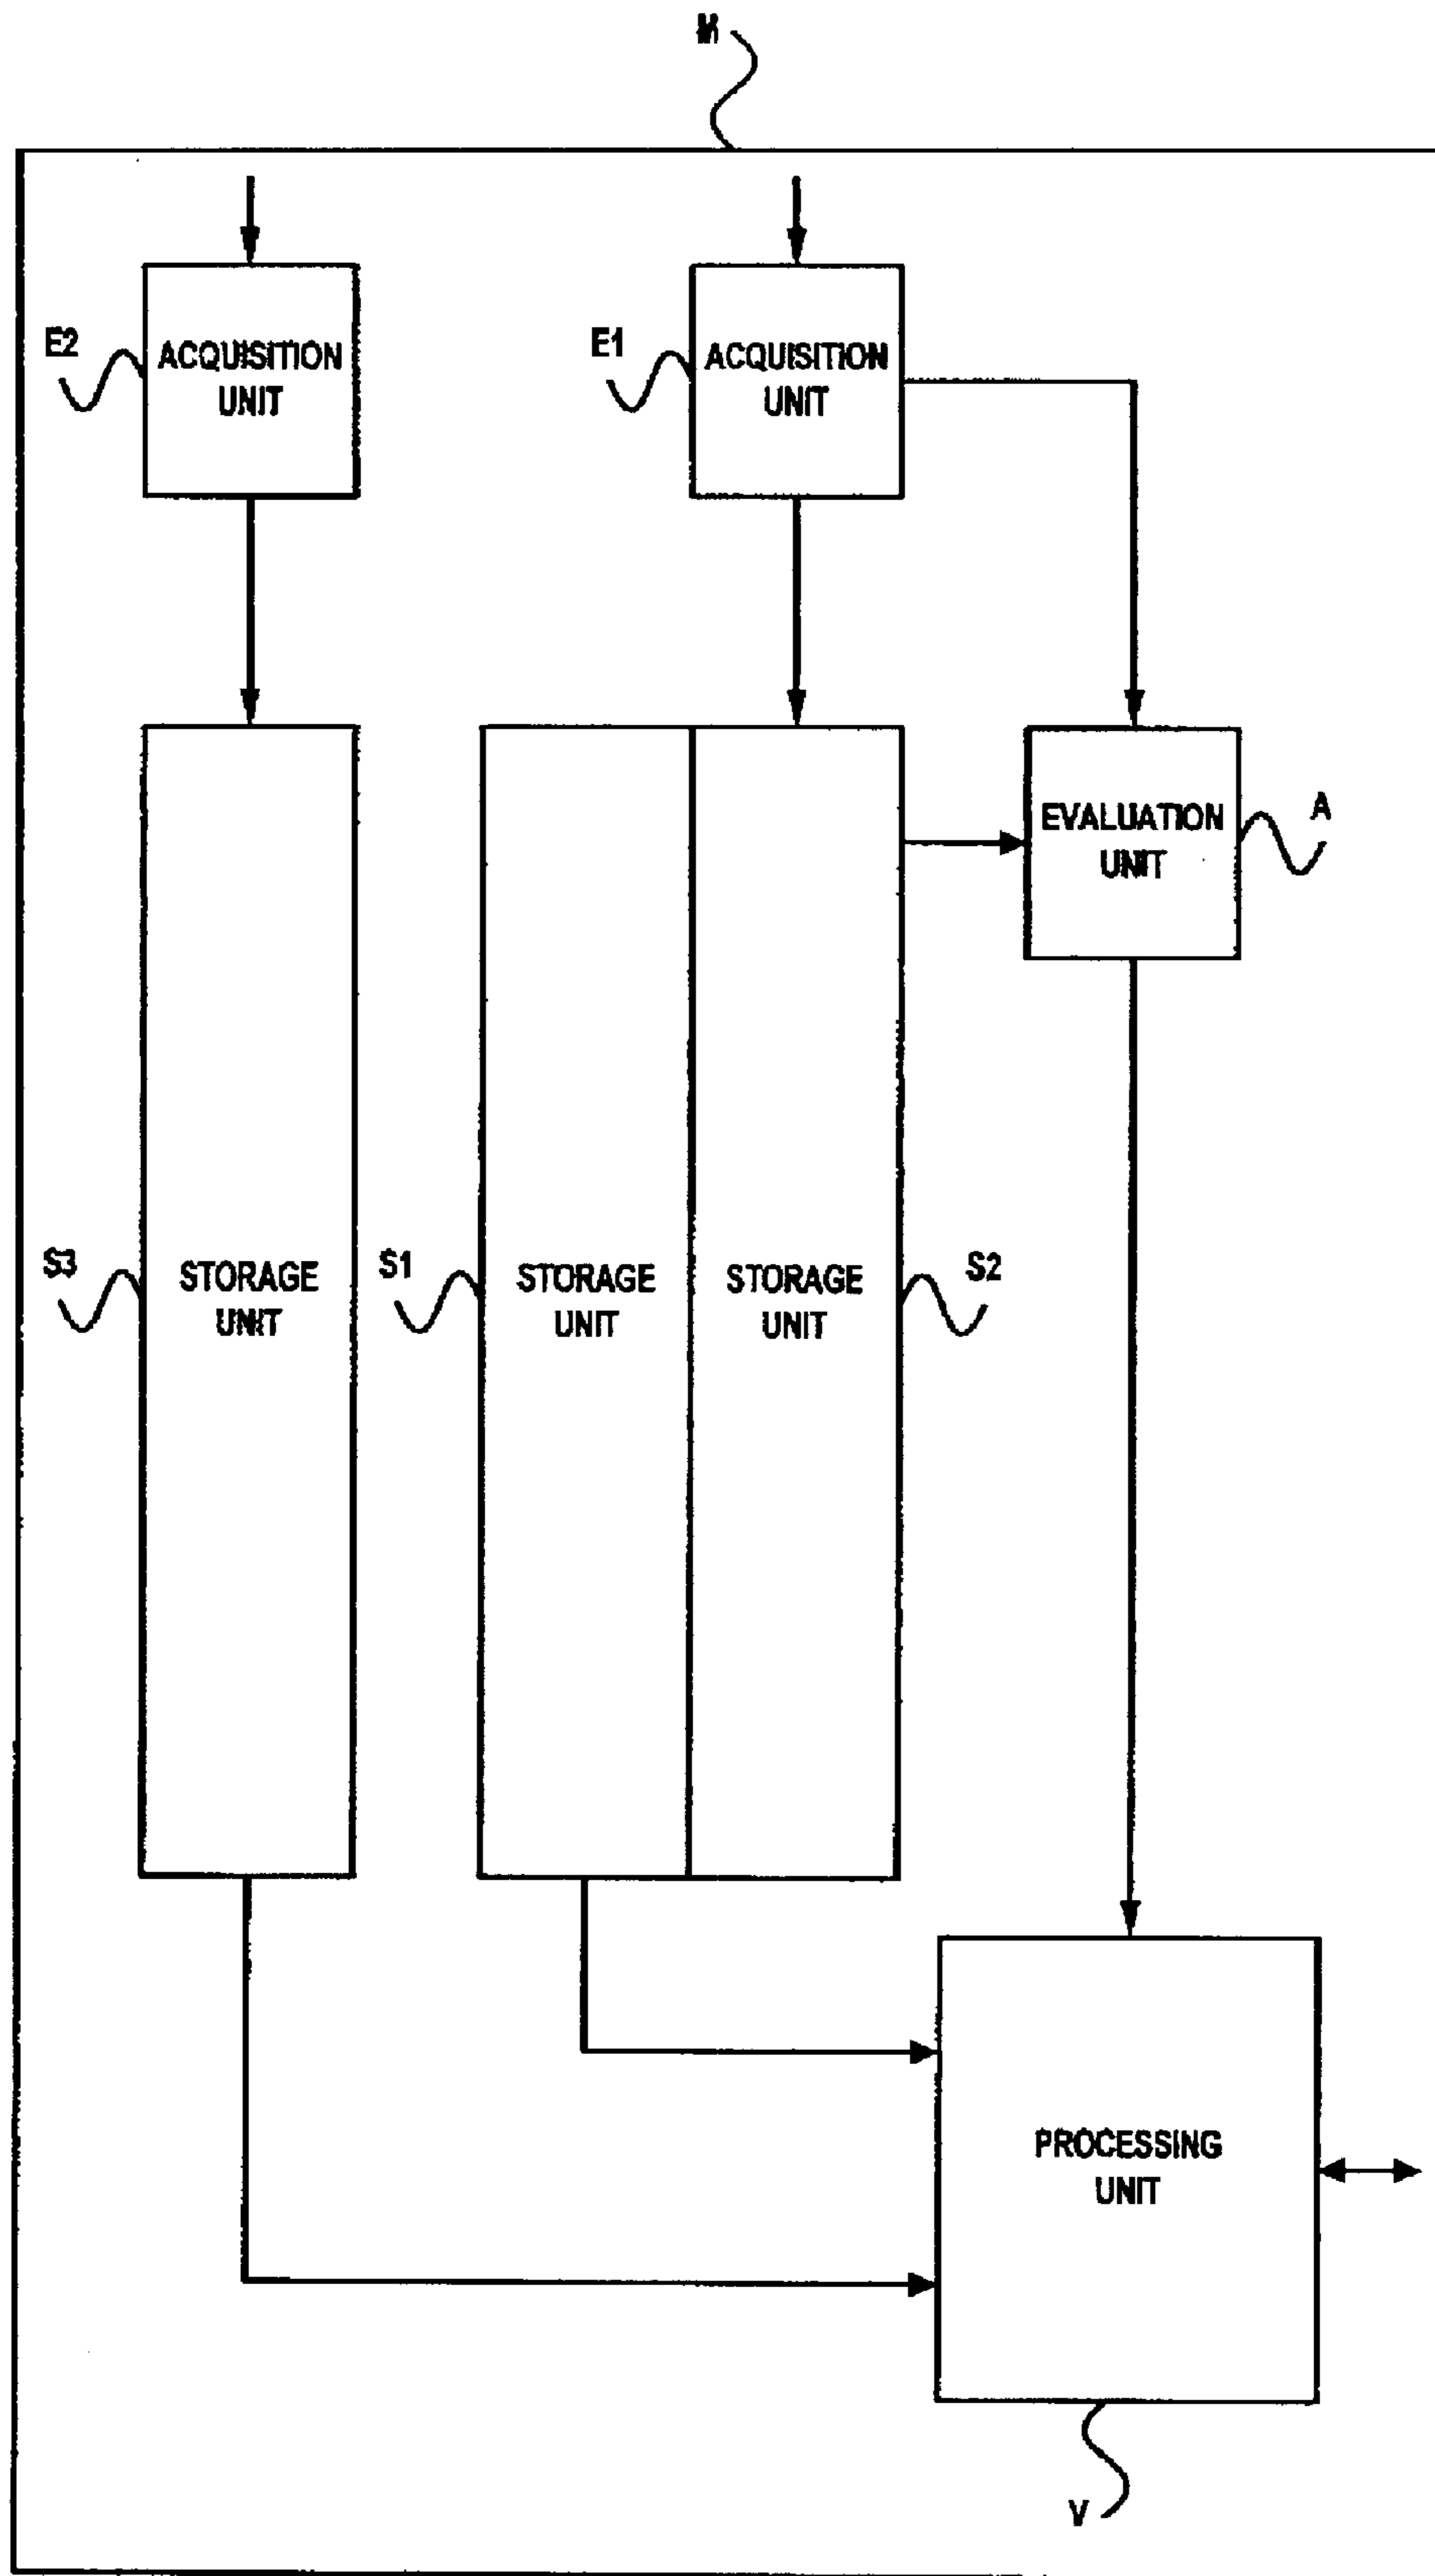 M
E2
ACQUISITION
UNIT
E1
ACQUISITION
UNIT
EVALUATION
UNIT
A
S3
STORAGE
UNIT
S1
STORAGE
UNIT
STORAGE
UNIT
S2
PROCESSING
UNIT
V